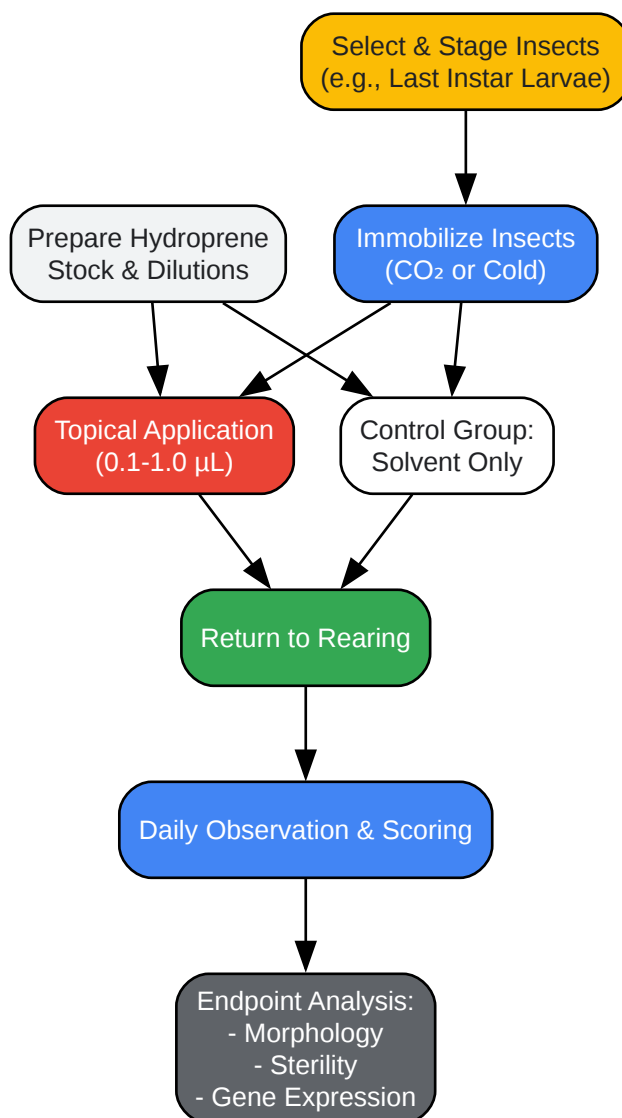 Select & Stage Insects
(e.g., Last Instar Larvae)
Prepare Hydroprene
Stock & Dilutions
Immobilize Insects
(CO₂ or Cold)
Topical Application
(0.1-1.0 µL)
Control Group:
Solvent Only
Return to Rearing
Daily Observation & Scoring
Endpoint Analysis:
- Morphology
- Sterility
- Gene Expression